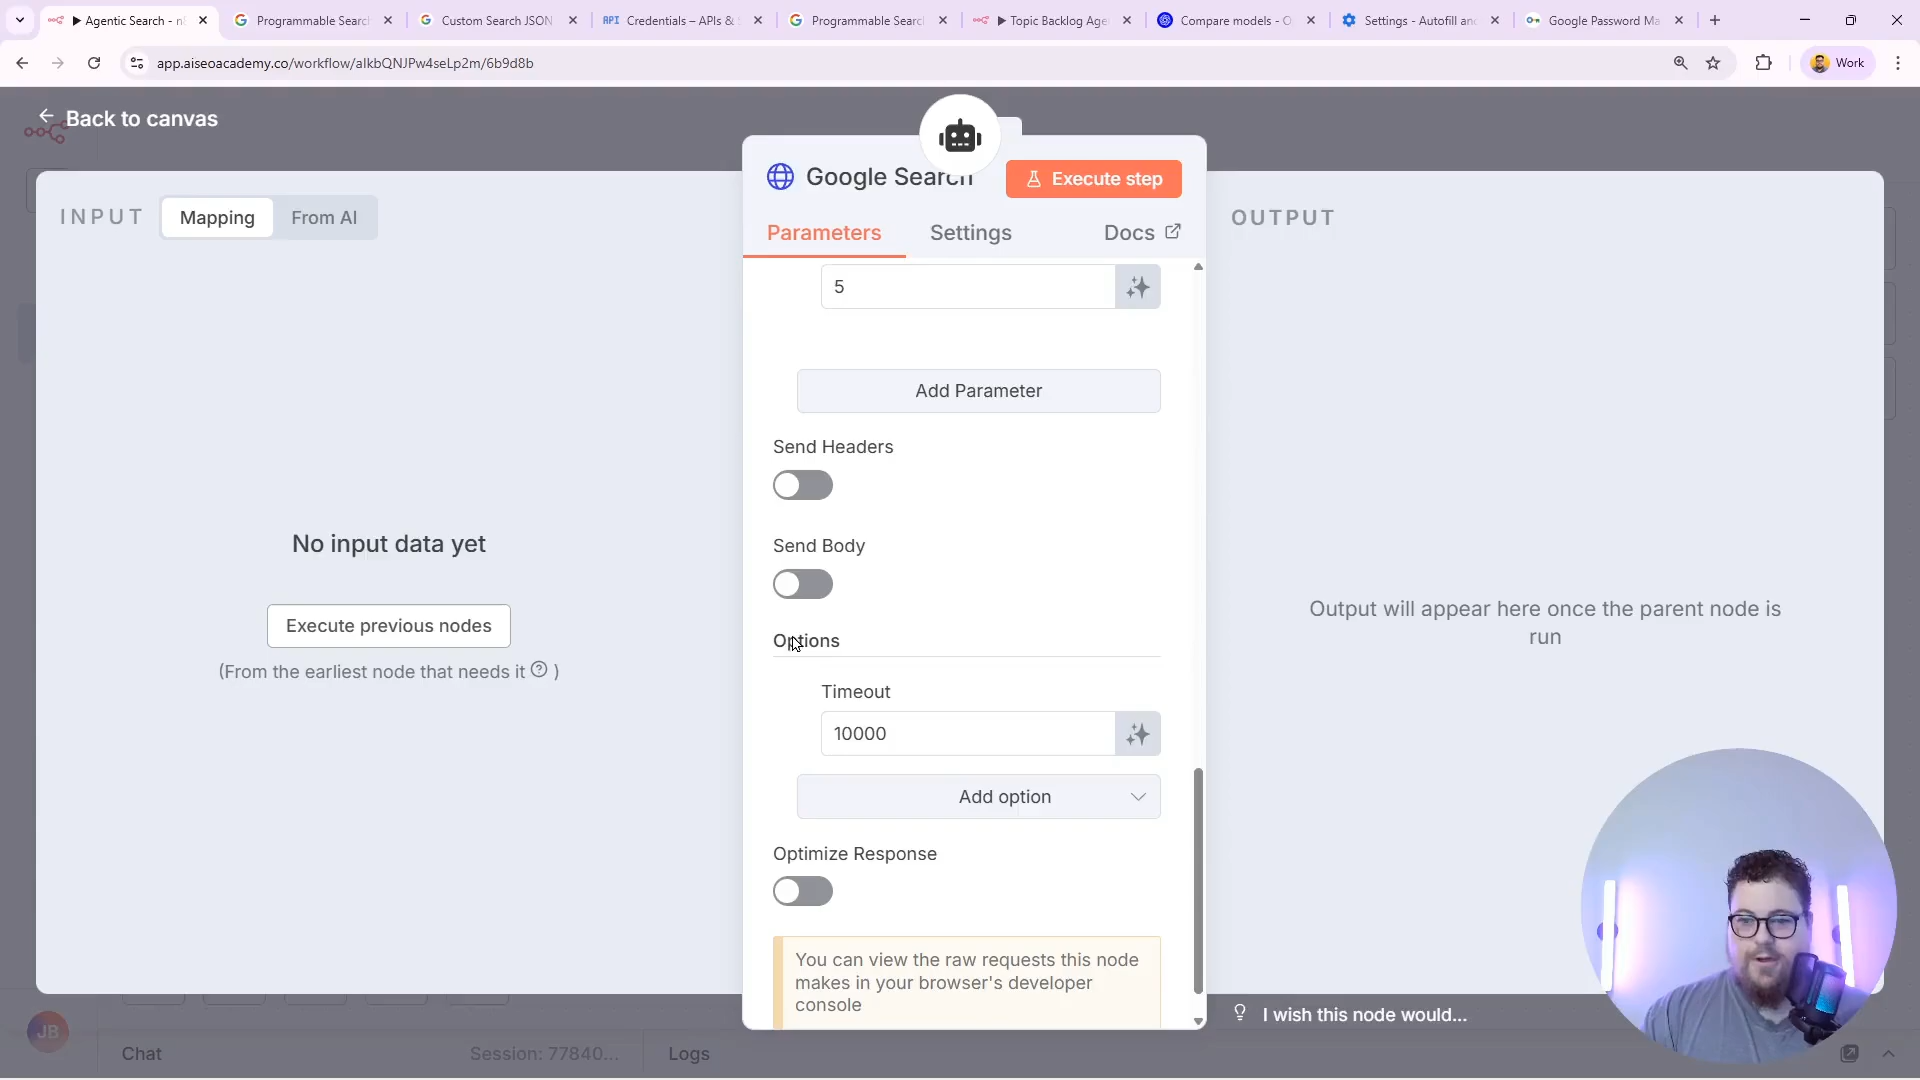 Agentic Search - n8
Programmable Searc
Custom Search JSON
API Credentials – APIs & S
Programmable Searc
Topic Backlog Age
Compare models - O
Settings - Autofill and
Google Password Ma
app.aiseoacademy.co/workflow/alkbQNJPw4seLp2m/6b9d8b
Work
Back to canvas
Google Search
Execute step
INPUT
Mapping
From AI
OUTPUT
Parameters
Settings
Docs
5
Add Parameter
Send Headers
Send Body
No input data yet
Execute previous nodes
(From the earliest node that needs it ? )
Output will appear here once the parent node is
run
Options
Timeout
10000
Add option
Optimize Response
You can view the raw requests this node
makes in your browser's developer
console
I wish this node would...
JB
Chat
Session: 77840...
Logs